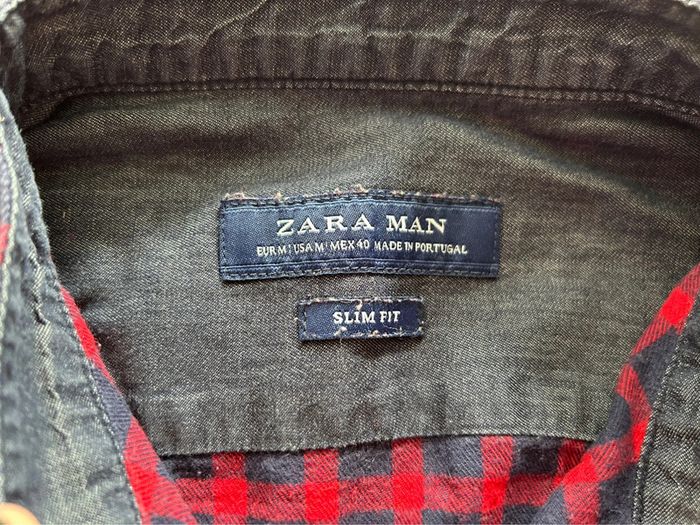 ZARA MAN
EUR M | USA M | MEX 40 MADE IN PORTUGAL
SLIM FIT